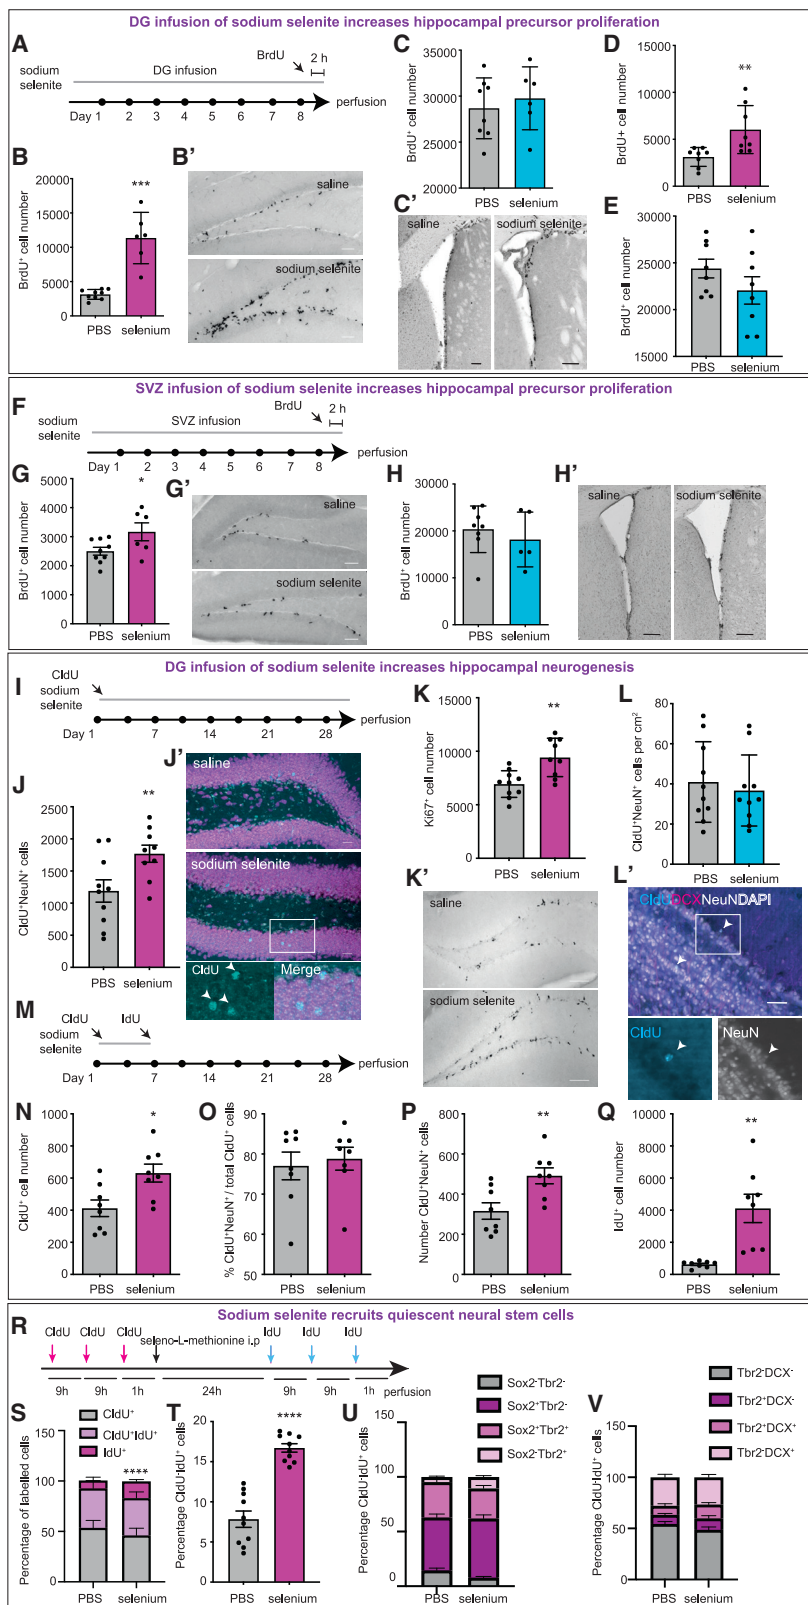 DG infusion of sodium selenite increases hippocampal precursor proliferation
A
BrdU
2 h
sodium
selenite
DG infusion
perfusion
Day 1 2 3 4 5 6 7 8
B
BrdU⁺ cell number
20000
15000
10000
5000
0
***
PBS selenium
B'
saline
sodium selenite
C
BrdU⁺ cell number
35000
30000
25000
20000
PBS selenium
C'
saline
sodium selenite
D
BrdU+ cell number
15000
10000
5000
0
**
PBS selenium
E
BrdU⁺ cell number
30000
25000
20000
15000
PBS selenium
SVZ infusion of sodium selenite increases hippocampal precursor proliferation
F
BrdU
2 h
sodium
selenite
SVZ infusion
perfusion
Day 1 2 3 4 5 6 7 8
G
BrdU⁺ cell number
5000
4000
3000
2000
1000
0
*
PBS selenium
G'
saline
sodium selenite
H
BrdU⁺ cell number
30000
20000
10000
0
PBS selenium
H'
saline
sodium selenite
DG infusion of sodium selenite increases hippocampal neurogenesis
I
CldU
sodium
selenite
perfusion
Day 1 7 14 21 28
J
CldU⁺NeuN⁺ cells
2500
2000
1500
1000
500
0
**
PBS selenium
J'
saline
sodium selenite
CldU
Merge
K
Ki67⁺ cell number
15000
10000
5000
0
**
PBS selenium
K'
saline
sodium selenite
L
CldU⁺NeuN⁺ cells per cm²
80
60
40
20
0
PBS selenium
L'
CldUDCXNeuNDAPI
CldU
NeuN
M
CldU IdU
sodium
selenite
perfusion
Day 1 7 14 21 28
N
CldU⁺ cell number
1000
800
600
400
200
0
*
PBS selenium
O
% CldU⁺NeuN⁺ / total CldU⁺ cells
90
80
70
60
50
PBS selenium
P
Number CldU⁺NeuN⁺ cells
800
600
400
200
0
**
PBS selenium
Q
IdU⁺ cell number
10000
8000
6000
4000
2000
0
**
PBS selenium
Sodium selenite recruits quiescent neural stem cells
R
CldU CldU CldU seleno-L-methionine i.p IdU IdU IdU
9h 9h 1h 24h 9h 9h 1h
perfusion
S
CldU⁺
CldU⁺IdU⁺
IdU⁺
Percentage of labelled cells
150
100
50
0
****
PBS selenium
T
Percentage CldU⁻IdU⁺ cells
20
15
10
5
0
****
PBS selenium
U
Sox2⁻Tbr2⁻
Sox2⁺Tbr2⁻
Sox2⁺Tbr2⁺
Sox2⁻Tbr2⁺
Percentage CldU⁻IdU⁺ cells
150
100
50
0
PBS selenium
V
Tbr2⁻DCX⁻
Tbr2⁺DCX⁻
Tbr2⁺DCX⁺
Tbr2⁻DCX⁺
Percentage CldU⁻IdU⁺ cells
150
100
50
0
PBS selenium